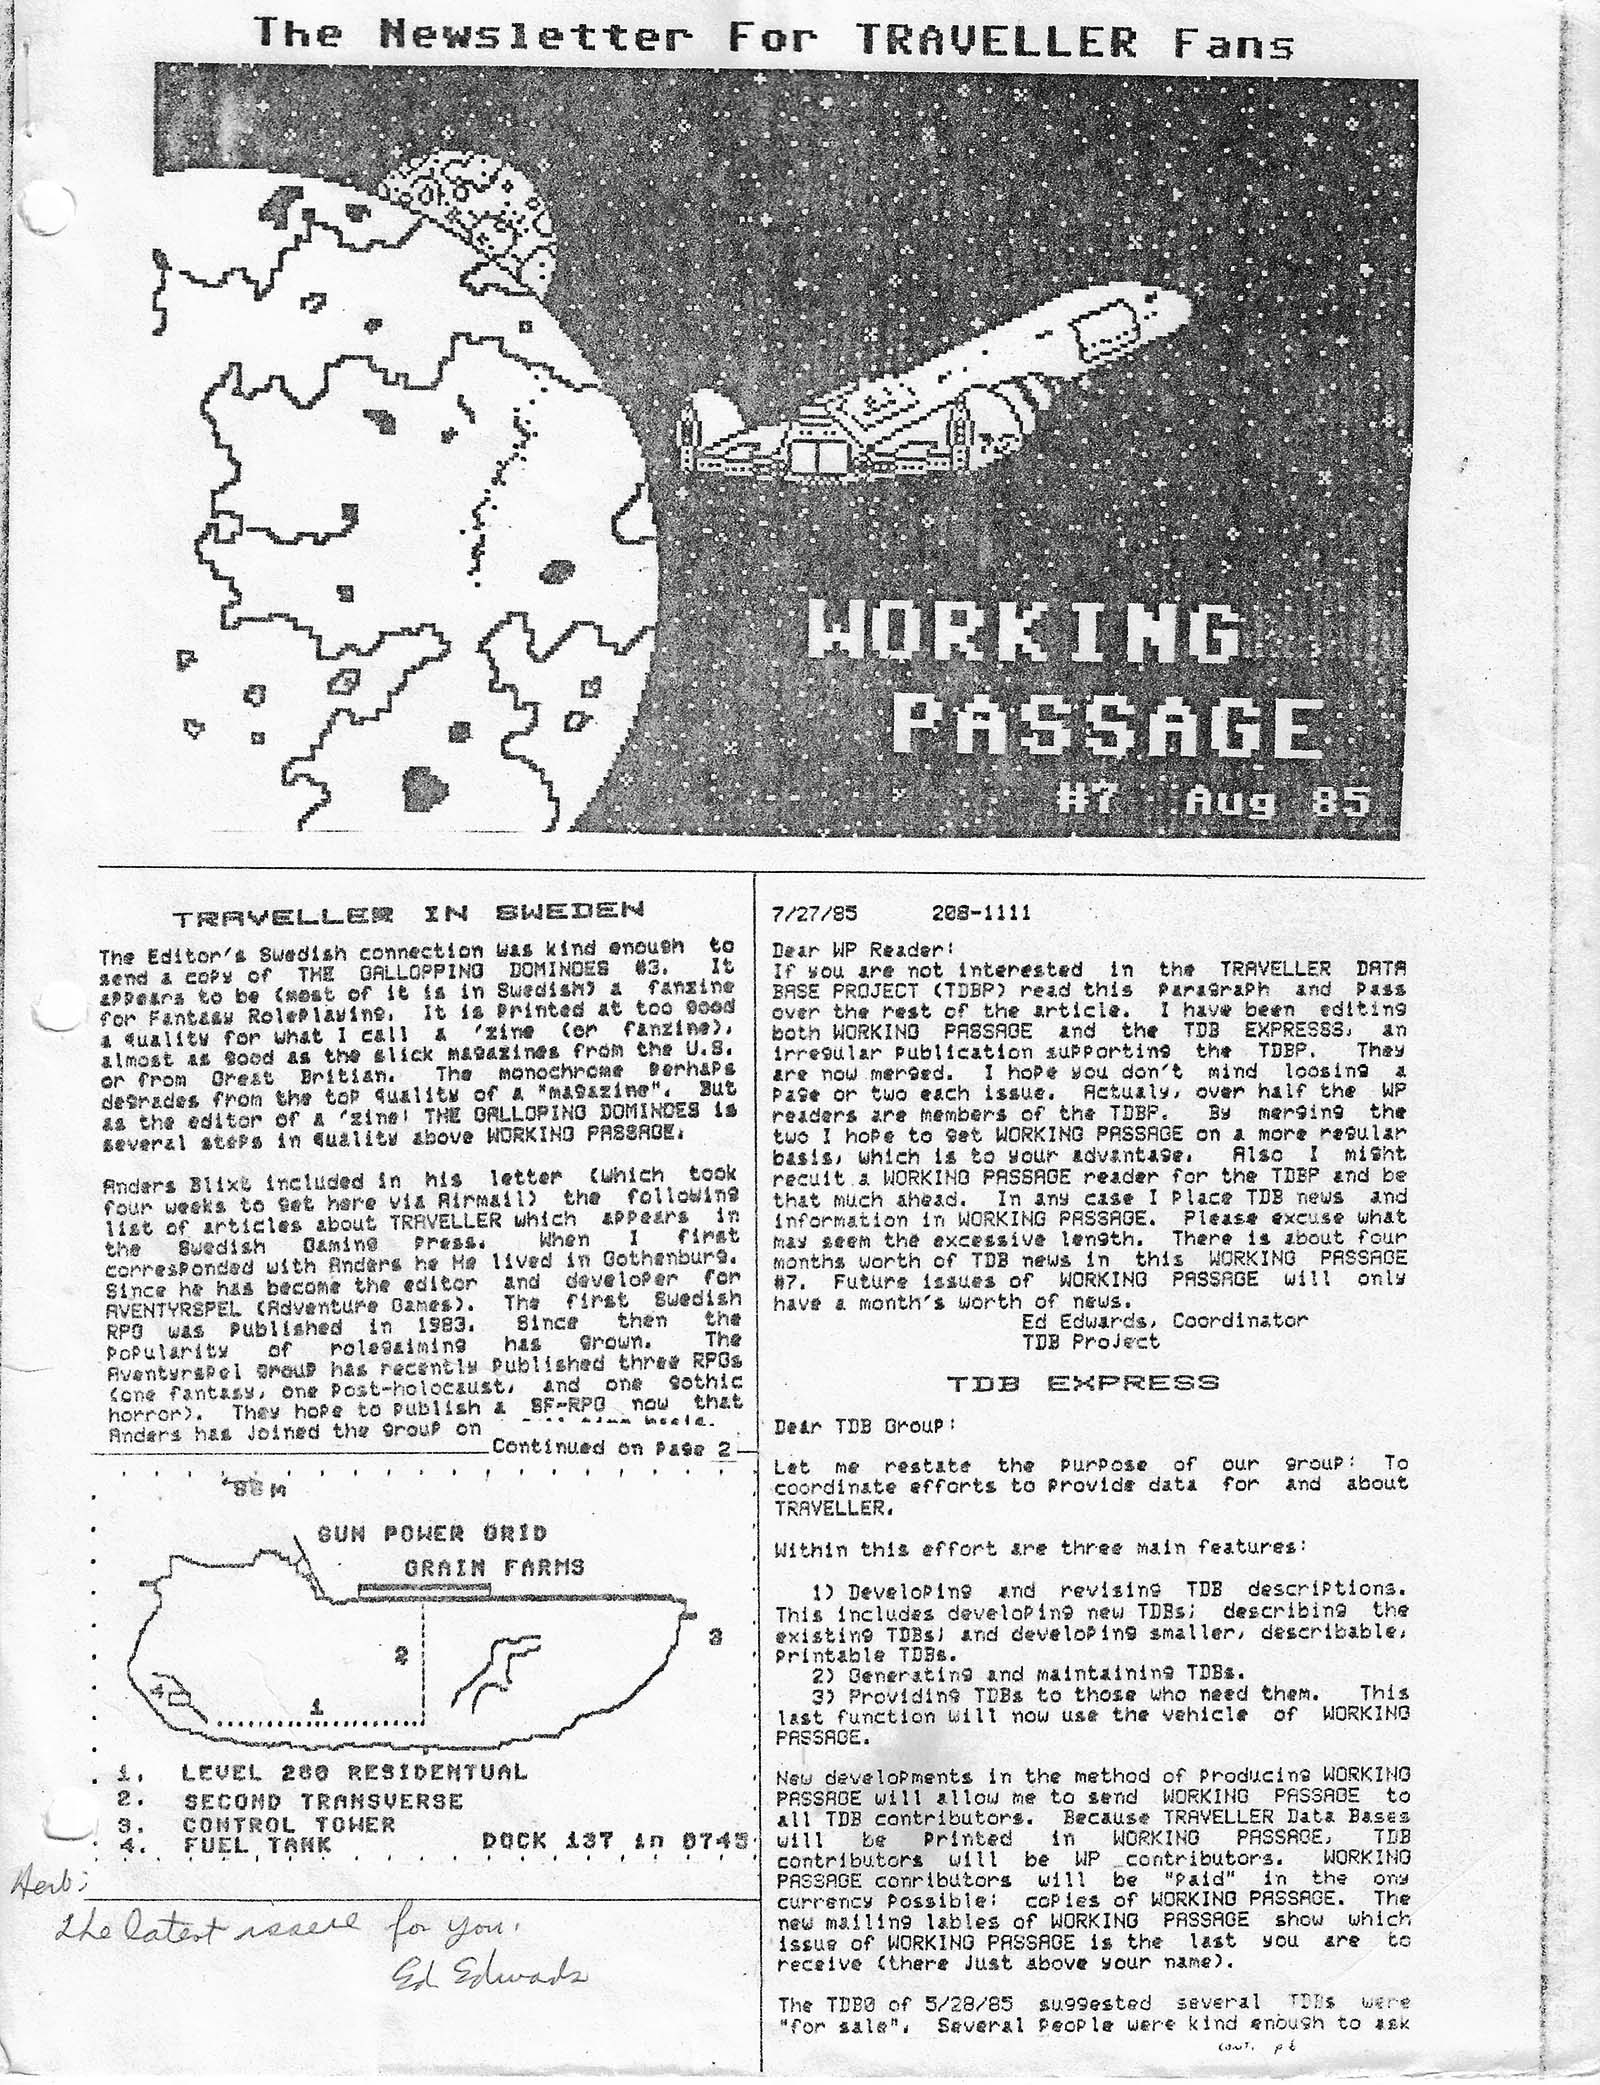 The Newsletter For TRAVELLER Fans
WORKING
PASSAGE
#7 Aug 85
TRAVELLER IN SWEDEN
The Editor's Swedish connection was kind enough to
send a copy of THE GALLOPPING DOMINOES #3. It
appears to be (most of it is in Swedish) a fanzine
for Fantasy RolePlaying. It is printed at too good
a quality for what I call a 'zine (or fanzine),
almost as good as the slick magazines from the U.S.
or from Great Britian. The monochrome perhaps
degrades from the top quality of a "magazine". But
as the editor of a 'zine! THE GALLOPING DOMINOES is
several steps in quality above WORKING PASSAGE.
Anders Blixt included in his letter (which took
four weeks to get here via Airmail) the following
list of articles about TRAVELLER which appears in
the Swedish Gaming press. When I first
corresponded with Anders he He lived in Gothenburg.
Since he has become the editor and developer for
AVENTYRSPEL (Adventure Games). The first Swedish
RPG was published in 1983. Since then the
popularity of rolegaiming has grown. The
Aventyrspel group has recently published three RPGs
(one fantasy, one post-holocaust, and one gothic
horror). They hope to publish a SF-RPG now that
Anders has joined the group on
Continued on page 2
GUN POWER GRID
GRAIN FARMS
3
2
4
1
1. LEVEL 280 RESIDENTUAL
2. SECOND TRANSVERSE
3. CONTROL TOWER
4. FUEL TANK DOCK 137 in 0745
Herb:
The latest issue for you.
Ed Edwards
7/27/85 208-1111
Dear WP Reader:
If you are not interested in the TRAVELLER DATA
BASE PROJECT (TDBP) read this paragraph and pass
over the rest of the article. I have been editing
both WORKING PASSAGE and the TDB EXPRESSS, an
irregular publication supporting the TDBP. They
are now merged. I hope you don't mind loosing a
page or two each issue. Actualy, over half the WP
readers are members of the TDBP. By merging the
two I hope to get WORKING PASSAGE on a more regular
basis, which is to your advantage. Also I might
recuit a WORKING PASSAGE reader for the TDBP and be
that much ahead. In any case I place TDB news and
information in WORKING PASSAGE. Please excuse what
may seem the excessive length. There is about four
months worth of TDB news in this WORKING PASSAGE
#7. Future issues of WORKING PASSAGE will only
have a month's worth of news.
Ed Edwards, Coordinator
TDB Project
TDB EXPRESS
Dear TDB Group:
Let me restate the purpose of our group: To
coordinate efforts to provide data for and about
TRAVELLER.
Within this effort are three main features:
1) Developing and revising TDB descriptions.
This includes developing new TDBs; describing the
existing TDBs; and developing smaller, describable,
printable TDBs.
2) Generating and maintaining TDBs.
3) Providing TDBs to those who need them. This
last function will now use the vehicle of WORKING
PASSAGE.
New developments in the method of producing WORKING
PASSAGE will allow me to send WORKING PASSAGE to
all TDB contributors. Because TRAVELLER Data Bases
will be printed in WORKING PASSAGE, TDB
contributors will be WP contributors. WORKING
PASSAGE conributors will be "paid" in the ony
currency possible: copies of WORKING PASSAGE. The
new mailing lables of WORKING PASSAGE show which
issue of WORKING PASSAGE is the last you are to
receive (there just above your name).
The TDB0 of 5/28/85 suggested several TDBs were
"for sale". Several people were kind enough to ask
cont. p 6